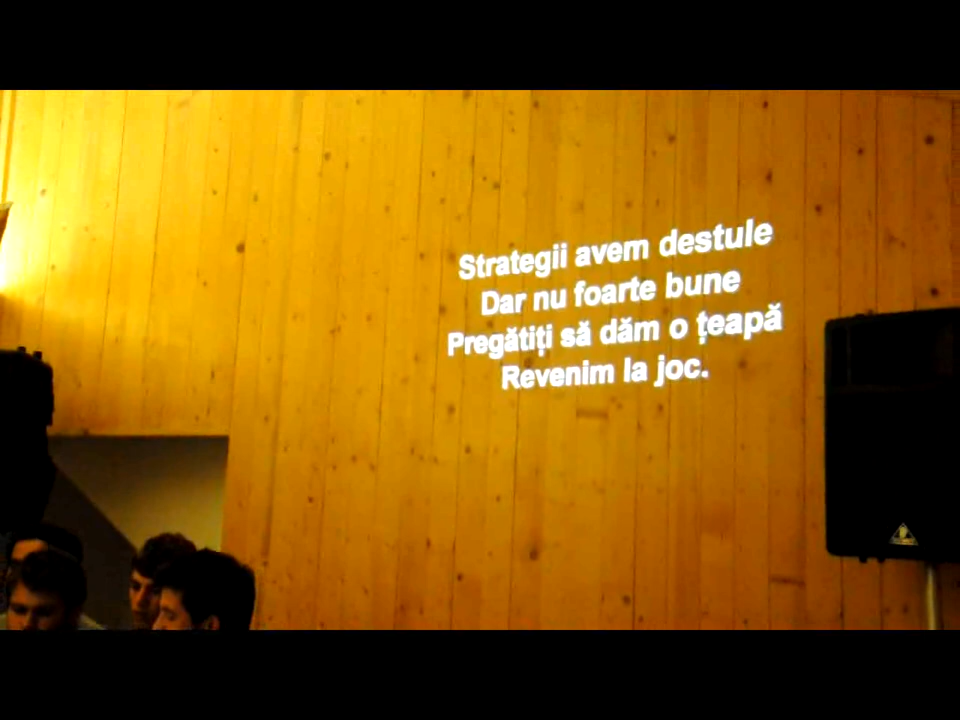 Strategii avem destule
Dar nu foarte bune
Pregătiți să dăm o țeapă
Revenim la joc.